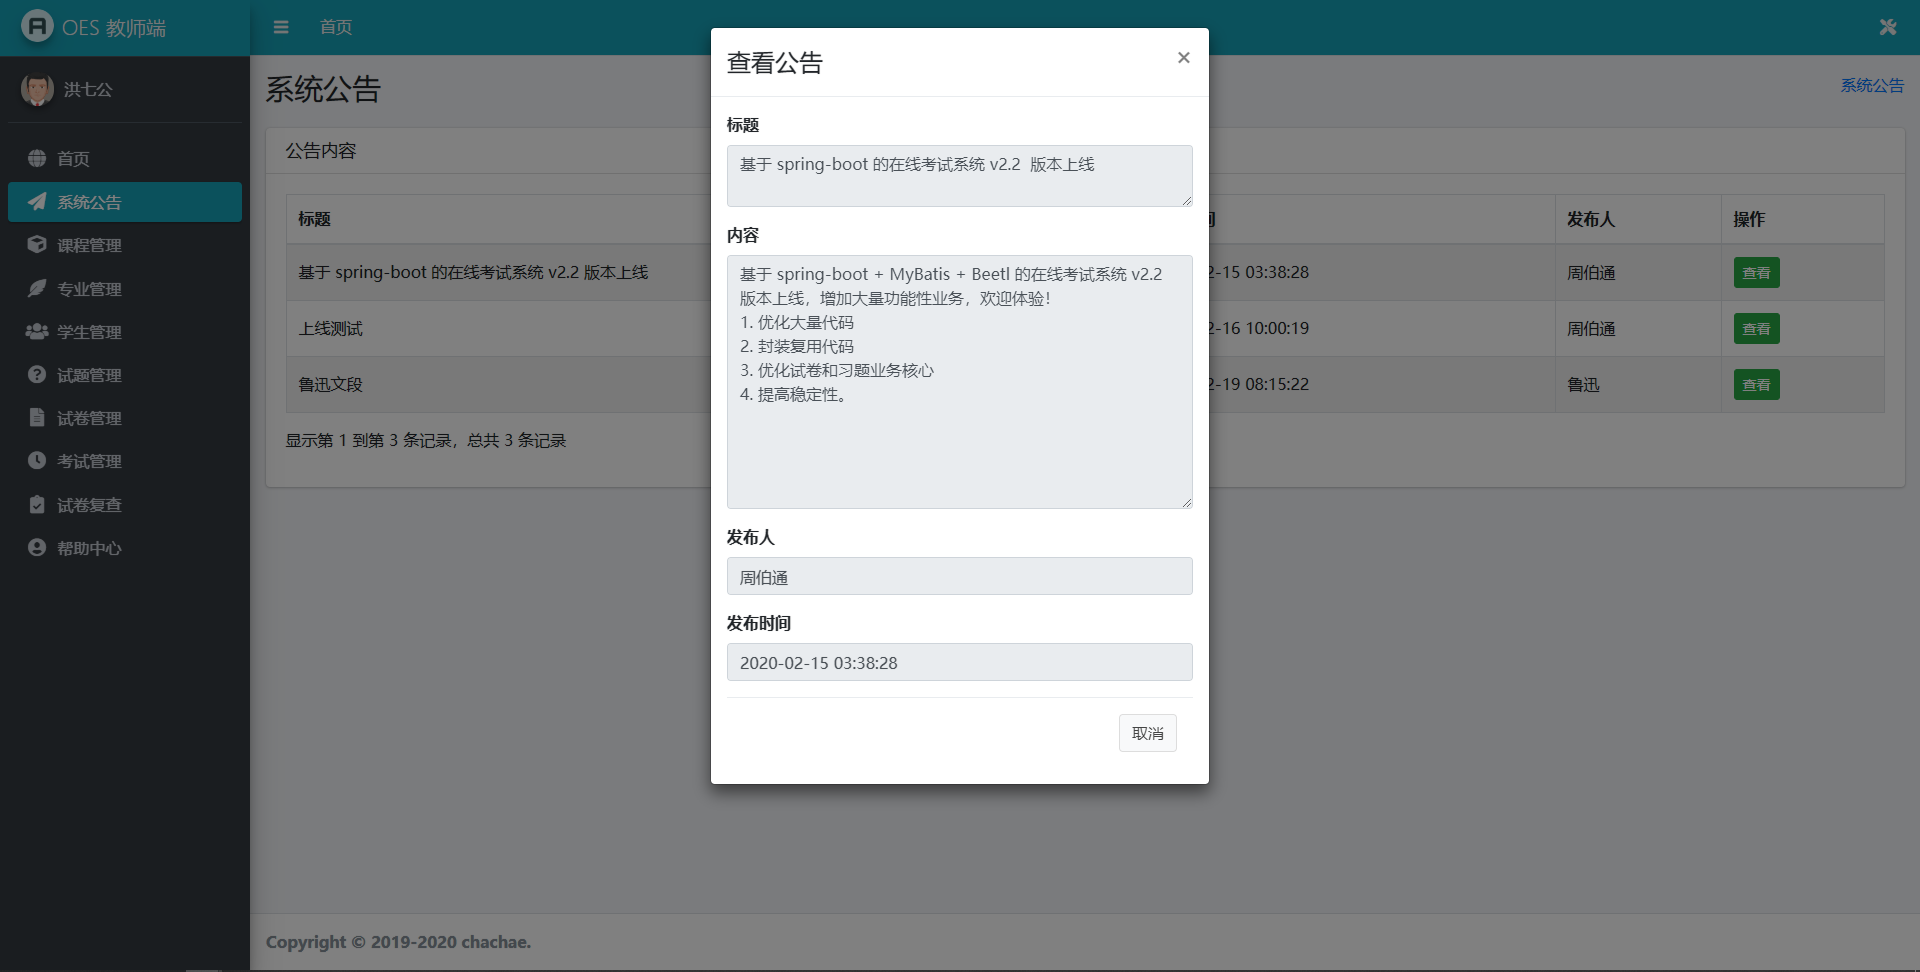 OES 教师端
首页
洪七公
首页
系统公告
课程管理
专业管理
学生管理
试题管理
试卷管理
考试管理
试卷复查
帮助中心
系统公告
系统公告
公告内容
标题
间
发布人
操作
基于 spring-boot 的在线考试系统 v2.2 版本上线
2-15 03:38:28
周伯通
查看
上线测试
2-16 10:00:19
周伯通
查看
鲁迅文段
2-19 08:15:22
鲁迅
查看
显示第 1 到第 3 条记录，总共 3 条记录
查看公告
×
标题
基于 spring-boot 的在线考试系统 v2.2  版本上线
内容
基于 spring-boot + MyBatis + Beetl 的在线考试系统 v2.2
版本上线，增加大量功能性业务，欢迎体验！
1. 优化大量代码
2. 封装复用代码
3. 优化试卷和习题业务核心
4. 提高稳定性。
发布人
周伯通
发布时间
2020-02-15 03:38:28
取消
Copyright © 2019-2020 chachae.